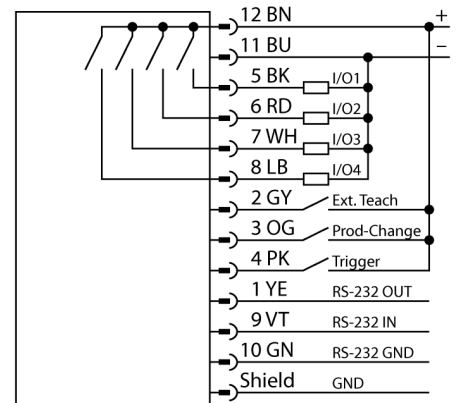 12 BN +
11 BU −
5 BK I/O1
6 RD I/O2
7 WH I/O3
8 LB I/O4
2 GY Ext. Teach
3 OG Prod-Change
4 PK Trigger
1 YE RS-232 OUT
9 VT RS-232 IN
10 GN RS-232 GND
Shield GND